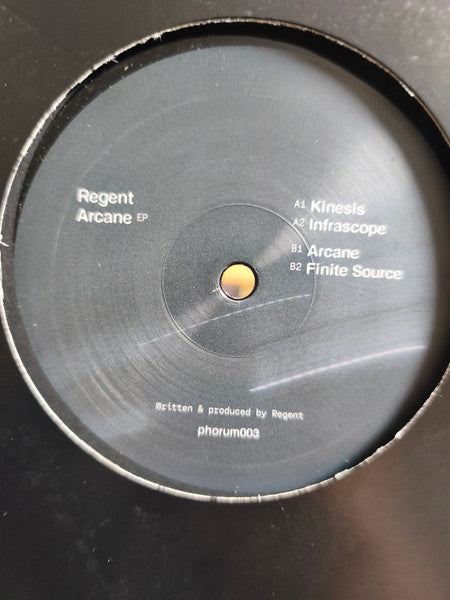 Regent
Arcane EP
A1 Kinesis
A2 Infrascope
B1 Arcane
B2 Finite Source
Written & produced by Regent
phorum003